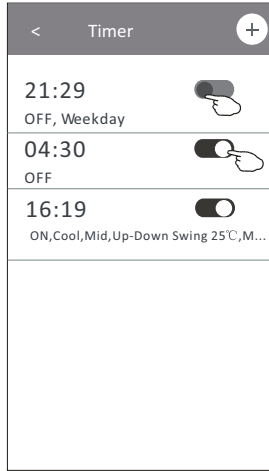 < Timer +
21:29
OFF, Weekday
04:30
OFF
16:19
ON,Cool,Mid,Up-Down Swing 25℃,M...